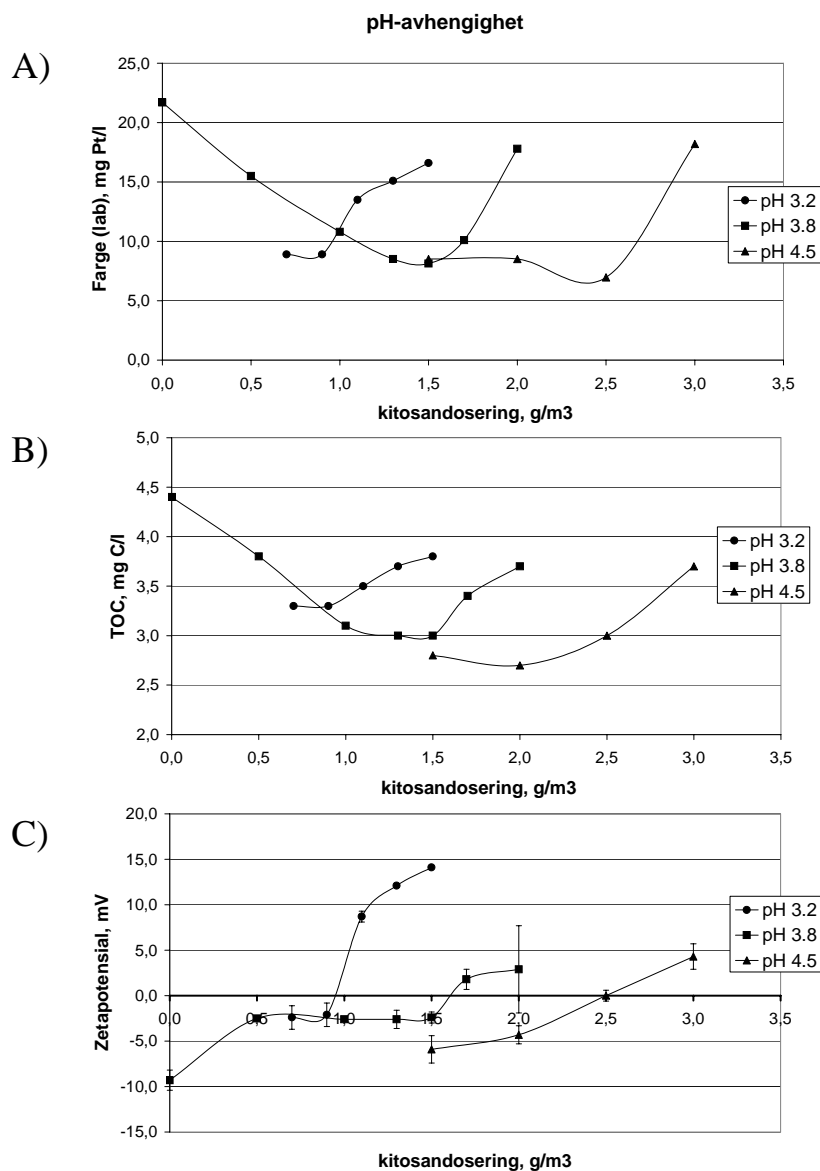 pH-avhengighet
A)
25,0
20,0
15,0
10,0
5,0
0,0
Farge (lab), mg Pt/l
0,0 0,5 1,0 1,5 2,0 2,5 3,0 3,5
kitosandosering, g/m3
pH 3.2
pH 3.8
pH 4.5
B)
5,0
4,5
4,0
3,5
3,0
2,5
2,0
TOC, mg C/l
0,0 0,5 1,0 1,5 2,0 2,5 3,0 3,5
kitosandosering, g/m3
pH 3.2
pH 3.8
pH 4.5
C)
20,0
15,0
10,0
5,0
0,0
-5,0
-10,0
-15,0
Zetapotensial, mV
0,0 0,5 1,0 1,5 2,0 2,5 3,0 3,5
kitosandosering, g/m3
pH 3.2
pH 3.8
pH 4.5